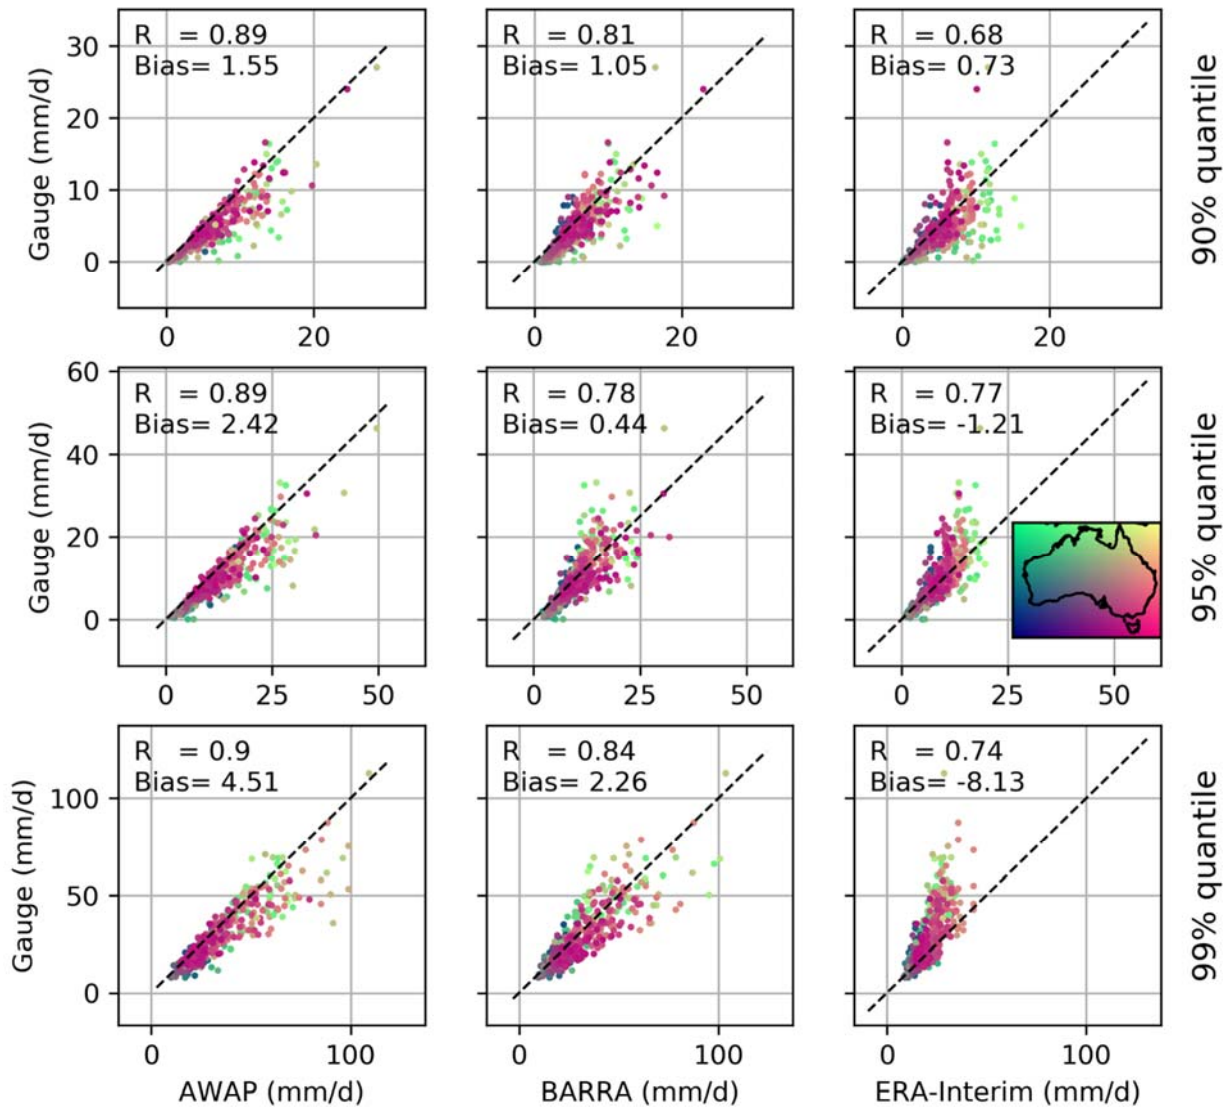 R = 0.89
Bias= 1.55
R = 0.81
Bias= 1.05
R = 0.68
Bias= 0.73
30
20
10
0
Gauge (mm/d)
90% quantile
0 20
0 20
0 20
R = 0.89
Bias= 2.42
R = 0.78
Bias= 0.44
R = 0.77
Bias= -1.21
60
40
20
0
Gauge (mm/d)
95% quantile
0 25 50
0 25 50
0 25 50
R = 0.9
Bias= 4.51
R = 0.84
Bias= 2.26
R = 0.74
Bias= -8.13
100
50
0
Gauge (mm/d)
99% quantile
0 100
0 100
0 100
AWAP (mm/d)
BARRA (mm/d)
ERA-Interim (mm/d)